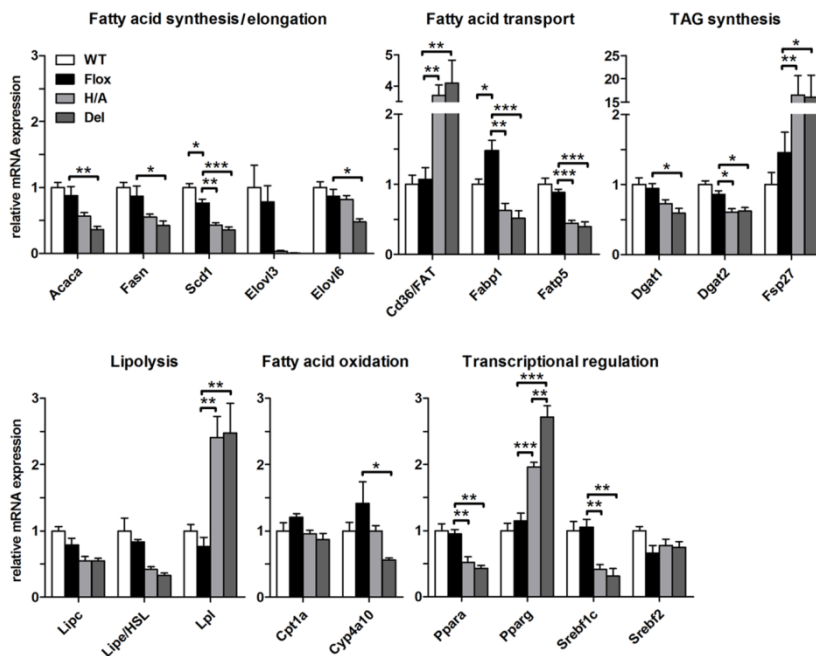 Fatty acid synthesis/elongation
Fatty acid transport
TAG synthesis
relative mRNA expression
3
2
1
0
WT
Flox
H/A
Del
**
*
*
**
***
*
Acaca
Fasn
Scd1
Elovl3
Elovl6
5
4
2
1
0
**
**
*
**
***
***
***
Cd36/FAT
Fabp1
Fatp5
25
20
15
2
1
0
*
*
*
**
*
Dgat1
Dgat2
Fsp27
Lipolysis
Fatty acid oxidation
Transcriptional regulation
relative mRNA expression
3
2
1
0
**
**
Lipc
Lipe/HSL
Lpl
3
2
1
0
*
Cpt1a
Cyp4a10
3
2
1
0
**
**
***
**
***
**
**
Ppara
Pparg
Srebf1c
Srebf2